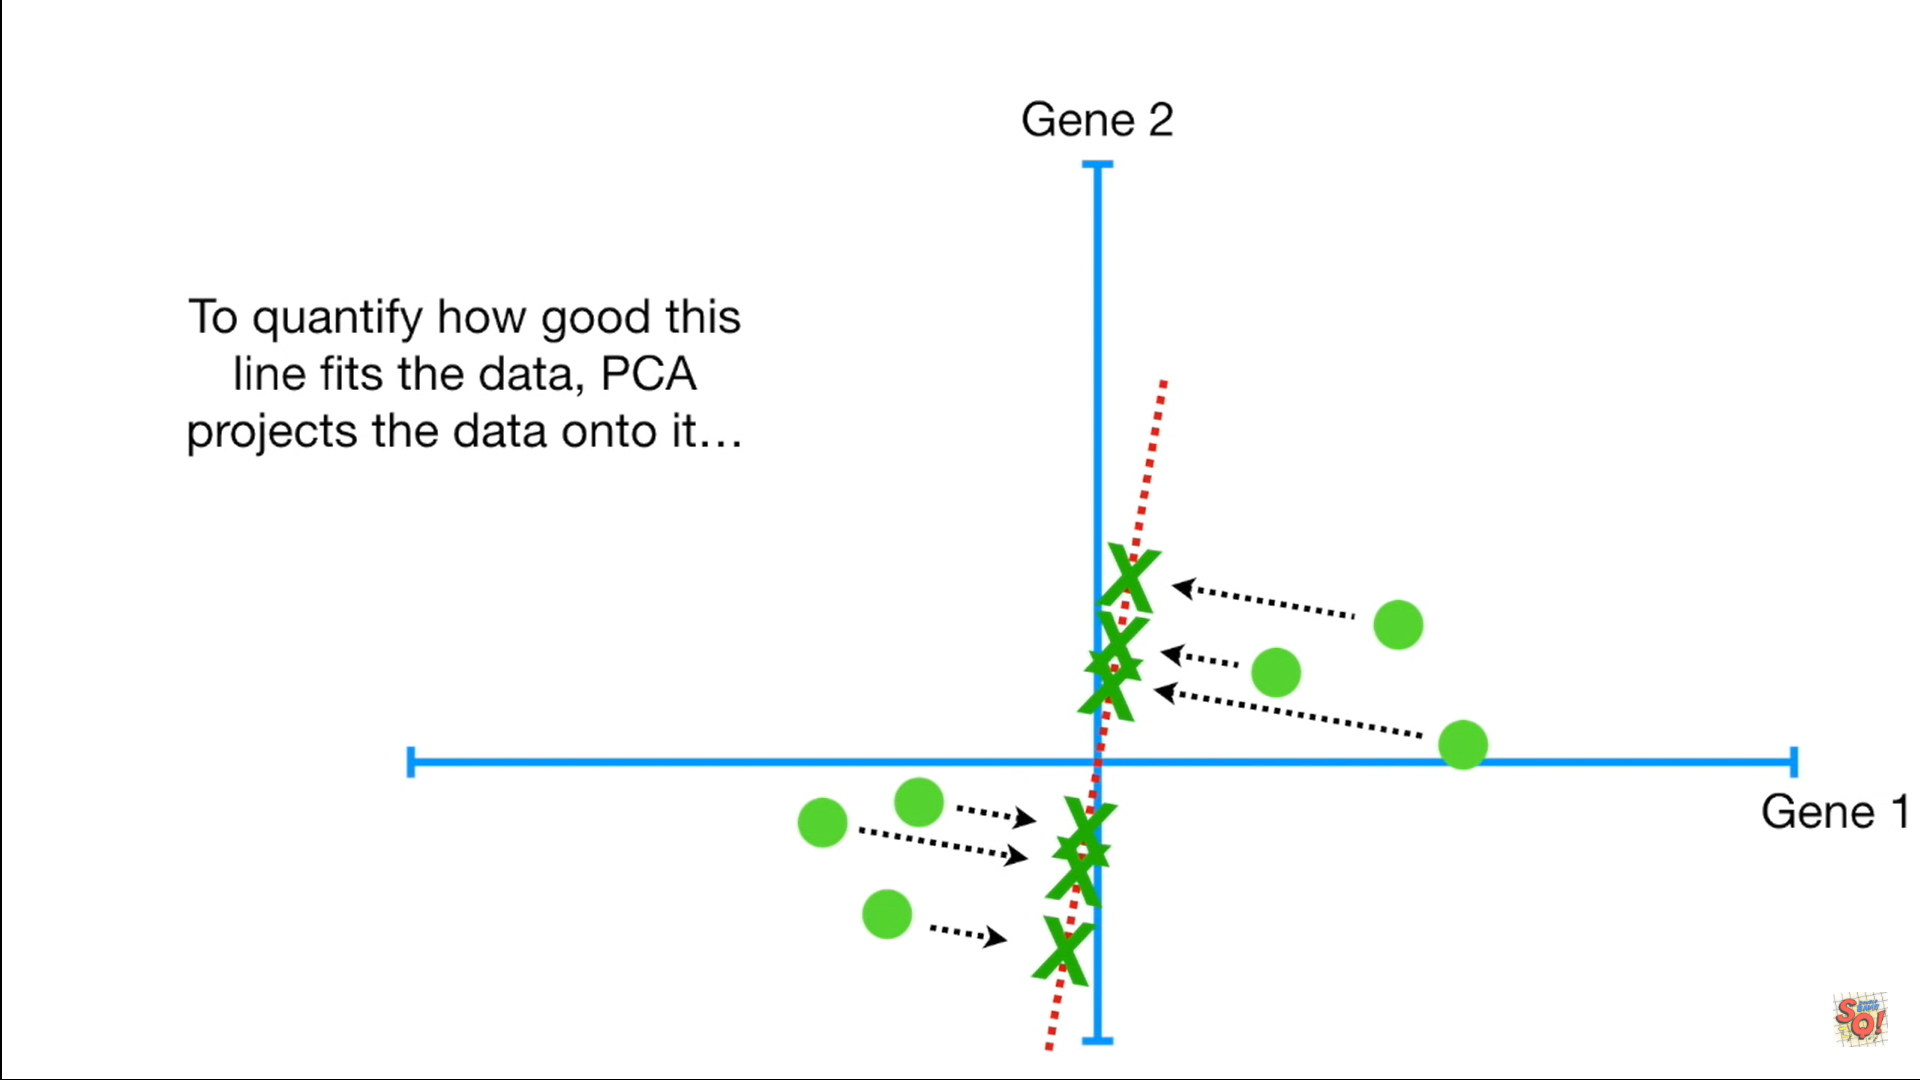 Gene 2
To quantify how good this
line fits the data, PCA
projects the data onto it…
Gene 1
SQ!